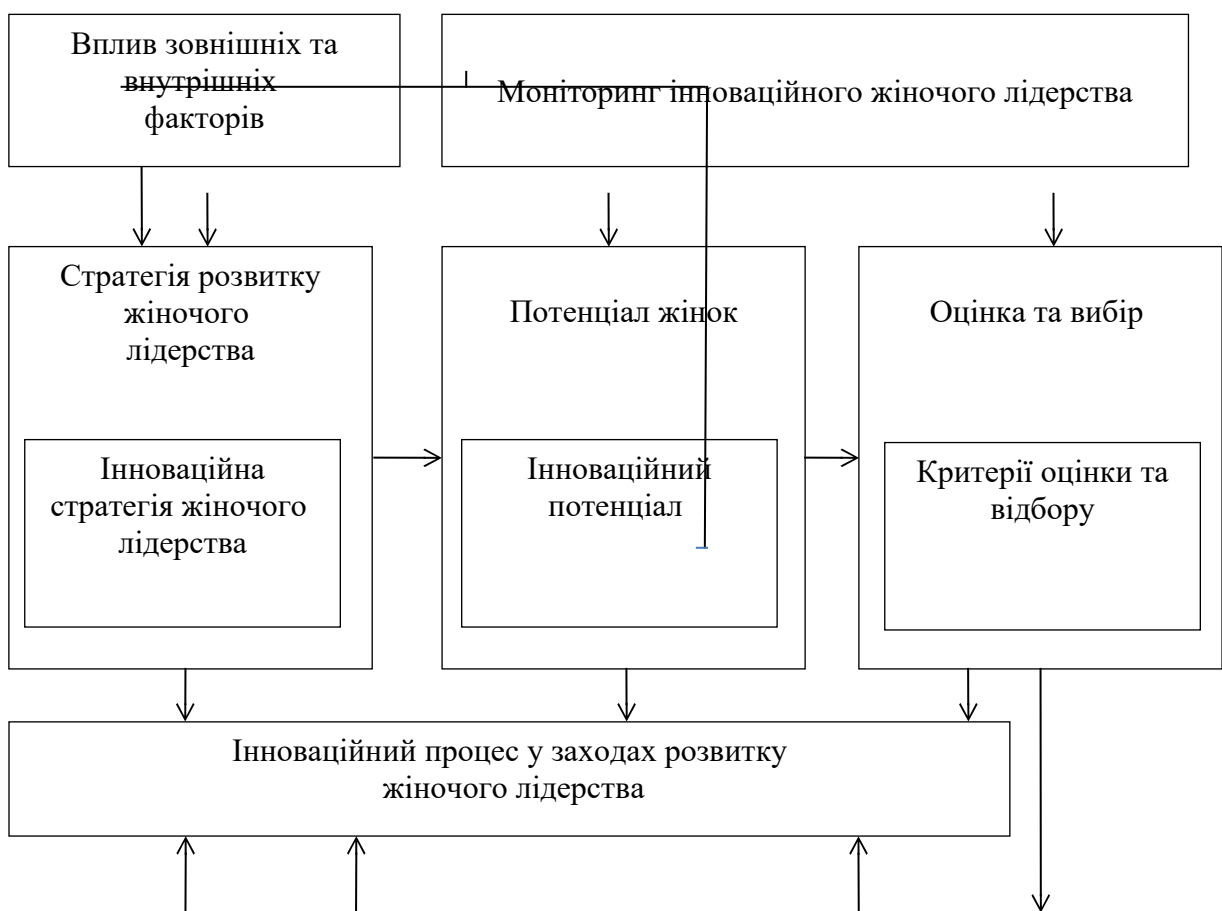 Вплив зовнішніх та
внутрішніх
факторів
Моніторинг інноваційного жіночого лідерства
Стратегія розвитку
жіночого
лідерства
Потенціал жінок
Оцінка та вибір
Інноваційна
стратегія жіночого
лідерства
Інноваційний
потенціал
Критерії оцінки та
відбору
Інноваційний процес у заходах розвитку
жіночого лідерства